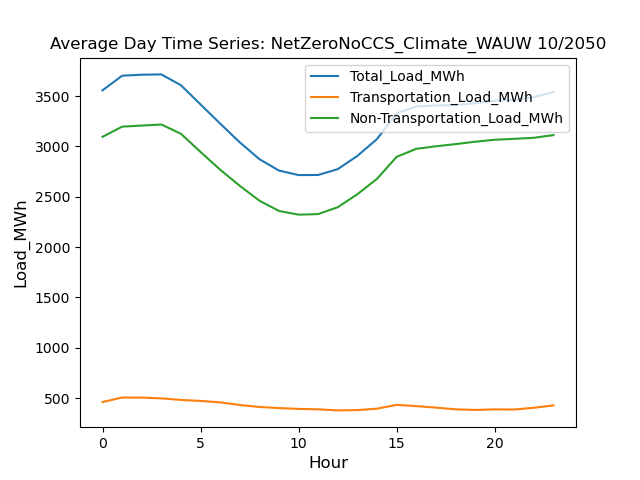 Average Day Time Series: NetZeroNoCCS_Climate_WAUW 10/2050
Total_Load_MWh
Transportation_Load_MWh
Non-Transportation_Load_MWh
3500
3000
2500
2000
1500
1000
500
Load_MWh
0 5 10 15 20
Hour